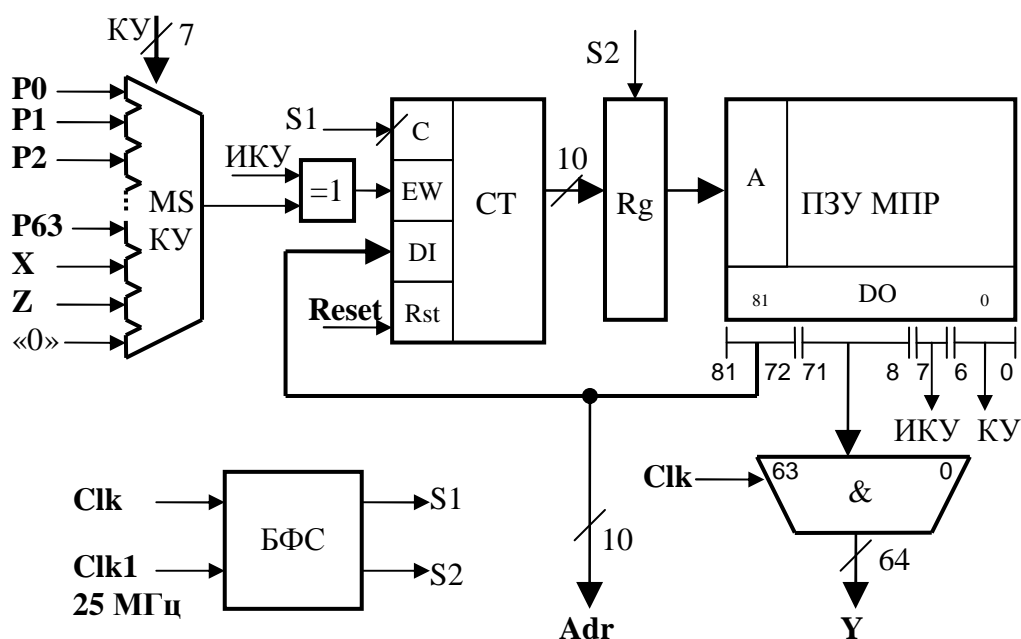 КУ
7
P0
P1
P2
P63
X
Z
«0»
MS
КУ
ИКУ
=1
S1
C
EW
DI
Rst
Reset
CT
10
S2
Rg
A
ПЗУ МПР
81 DO 0
81 72 71 8 7 6 0
ИКУ
КУ
Clk
63 0
&
64
Y
10
Adr
Clk
Clk1
25 МГц
БФС
S1
S2